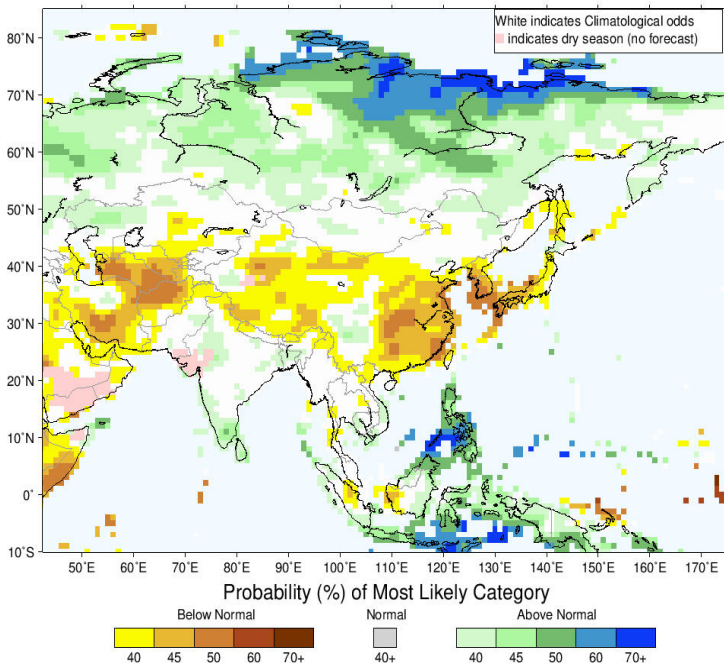 White indicates Climatological odds
indicates dry season (no forecast)
80˚N
70˚N
60˚N
50˚N
40˚N
30˚N
20˚N
10˚N
0˚
10˚S
50˚E 60˚E 70˚E 80˚E 90˚E 100˚E 110˚E 120˚E 130˚E 140˚E 150˚E 160˚E 170˚E
Probability (%) of Most Likely Category
Below Normal Normal Above Normal
40 45 50 60 70+ 40+ 40 45 50 60 70+